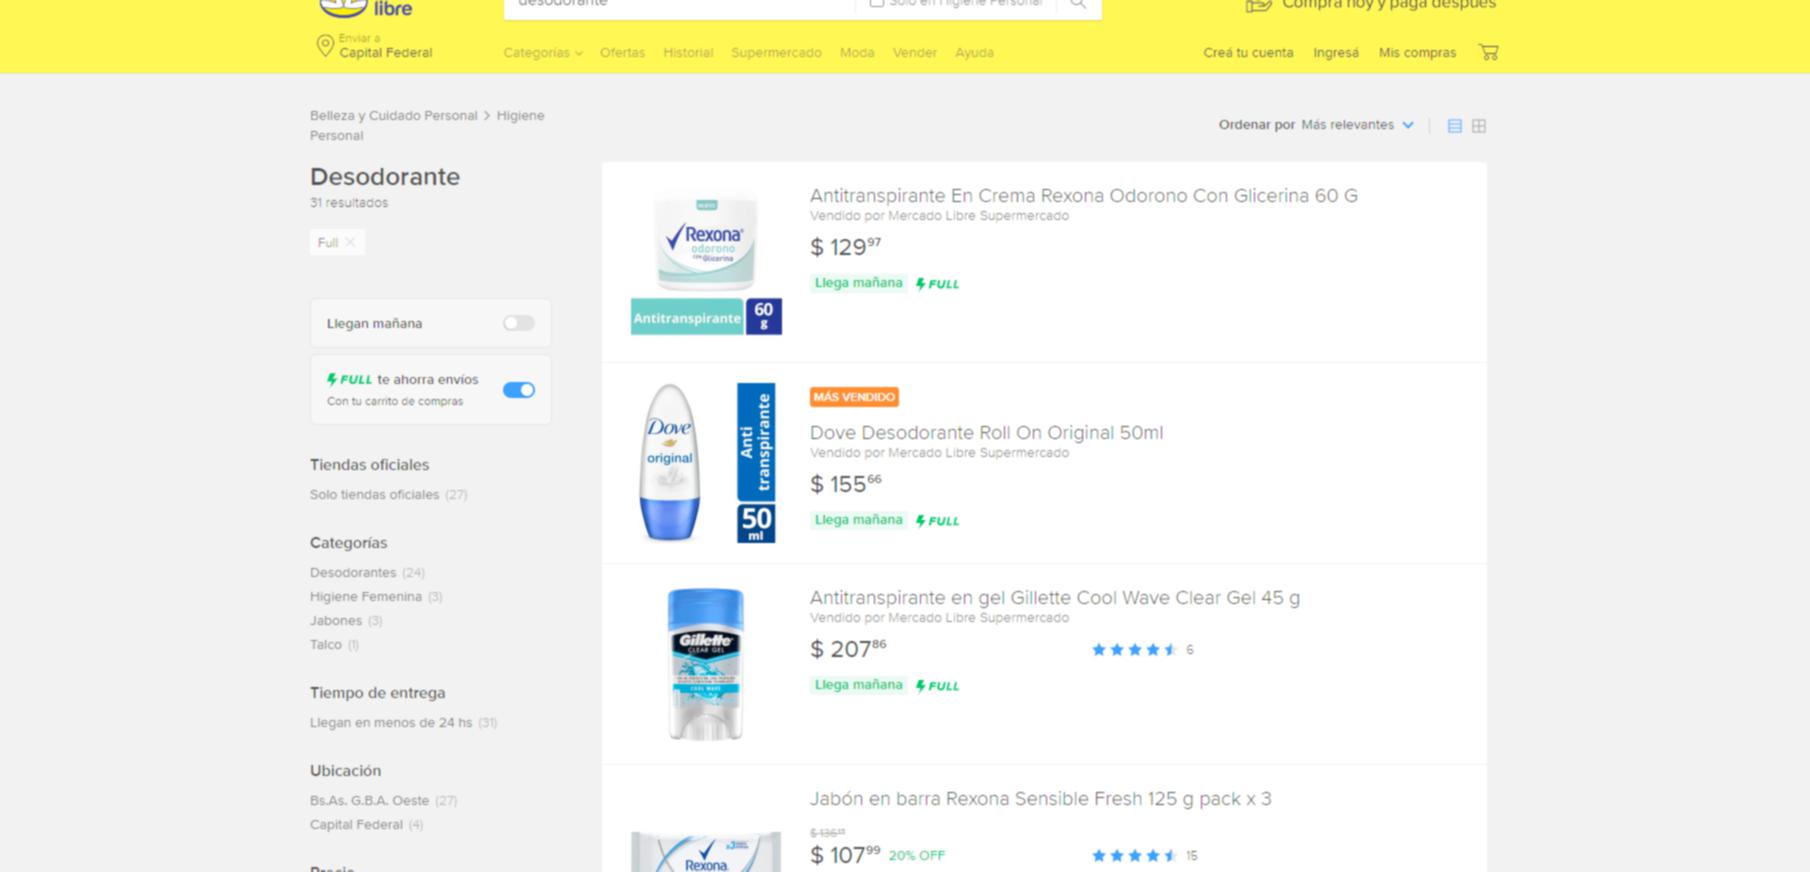 libre
desodorante
Solo en Higiene Personal
Compra hoy y paga después
Enviar a
Capital Federal
Categorías
Ofertas
Historial
Supermercado
Moda
Vender
Ayuda
Creá tu cuenta
Ingresá
Mis compras
Belleza y Cuidado Personal > Higiene
Personal
Ordenar por Más relevantes
Desodorante
31 resultados
Full
Llegan mañana
FULL te ahorra envíos
Con tu carrito de compras
Tiendas oficiales
Solo tiendas oficiales (27)
Categorías
Desodorantes (24)
Higiene Femenina (3)
Jabones (3)
Talco (1)
Tiempo de entrega
Llegan en menos de 24 hs (31)
Ubicación
Bs.As. G.B.A. Oeste (27)
Capital Federal (4)
Precio
Rexona
odorono
con Glicerina
Antitranspirante
60
g
Antitranspirante En Crema Rexona Odorono Con Glicerina 60 G
Vendido por Mercado Libre Supermercado
$ 129 97
Llega mañana FULL
Dove
original
Anti
transpirante
50
ml
MÁS VENDIDO
Dove Desodorante Roll On Original 50ml
Vendido por Mercado Libre Supermercado
$ 155 66
Llega mañana FULL
Gillette
CLEAR GEL
COOL WAVE
Antitranspirante en gel Gillette Cool Wave Clear Gel 45 g
Vendido por Mercado Libre Supermercado
$ 207 86
6
Llega mañana FULL
Rexona
x3
Jabón en barra Rexona Sensible Fresh 125 g pack x 3
$ 107 99 20% OFF
15